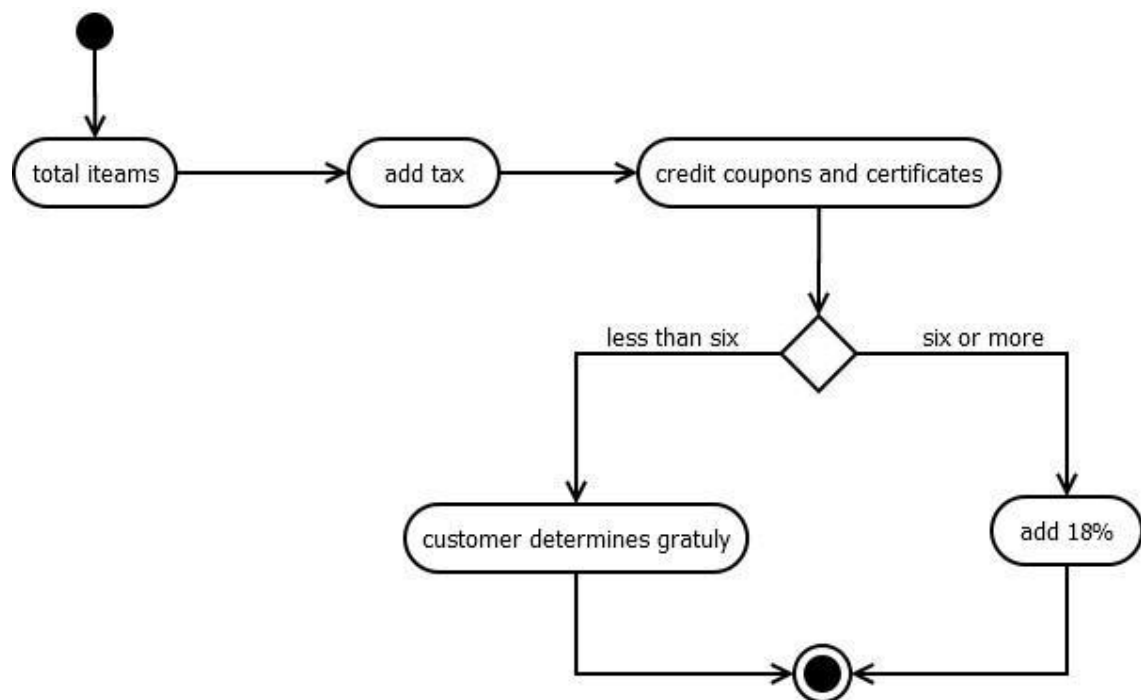 total iteams
add tax
credit coupons and certificates
less than six
six or more
customer determines gratuly
add 18%